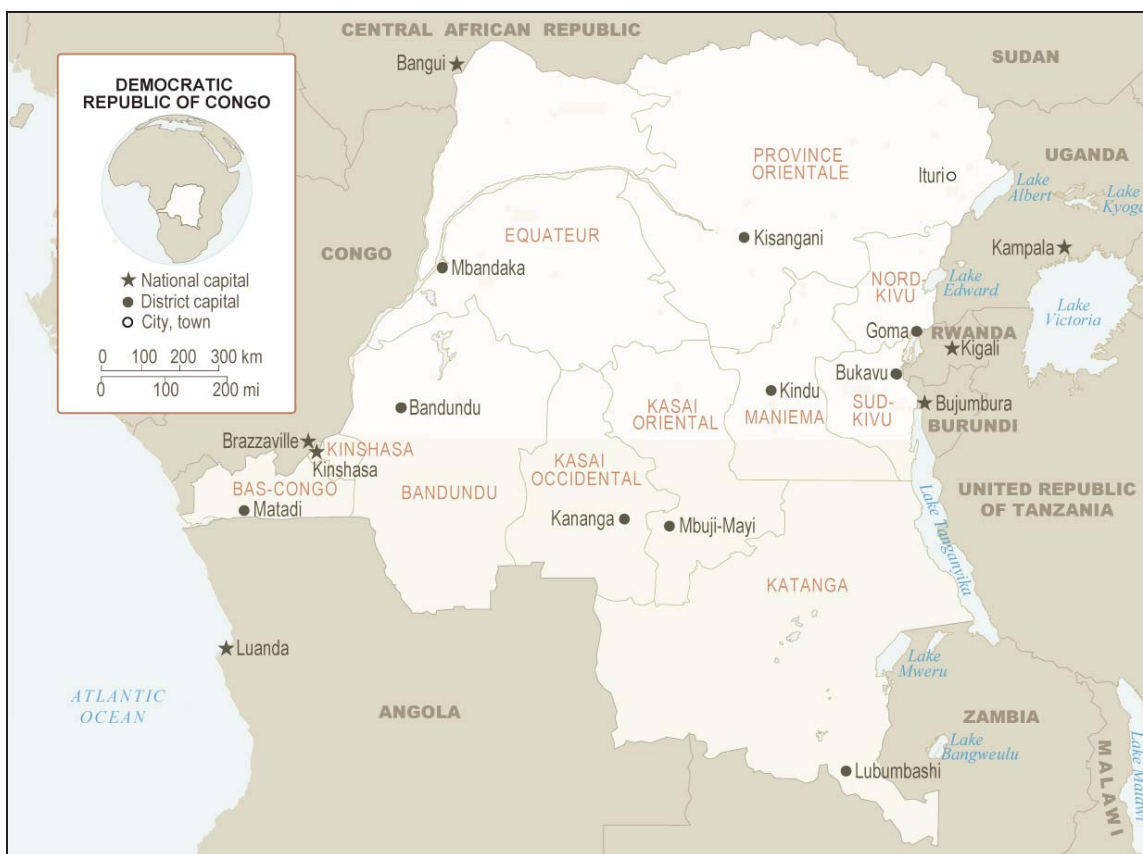 CENTRAL AFRICAN REPUBLIC
Bangui
SUDAN
DEMOCRATIC
REPUBLIC OF CONGO
National capital
District capital
City, town
0 100 200 300 km
0 100 200 mi
PROVINCE
ORIENTALE
Ituri
UGANDA
Lake
Albert
Lake
Kyoga
CONGO
EQUATEUR
Kisangani
Kampala
Mbandaka
NORD-
KIVU
Lake
Edward
Lake
Victoria
Goma
RWANDA
Kigali
Bukavu
Bandundu
KASAI
ORIENTAL
Kindu
MANIEMA
SUD-
KIVU
Bujumbura
BURUNDI
Brazzaville
KINSHASA
Kinshasa
BAS-CONGO
Matadi
BANDUNDU
KASAI
OCCIDENTAL
Kananga
Mbuji-Mayi
Lake Tanganyika
UNITED REPUBLIC
OF TANZANIA
KATANGA
Luanda
Lake
Mweru
ATLANTIC
OCEAN
ANGOLA
ZAMBIA
Lake
Bangweulu
Lubumbashi
MALAWI
Lake Malawi